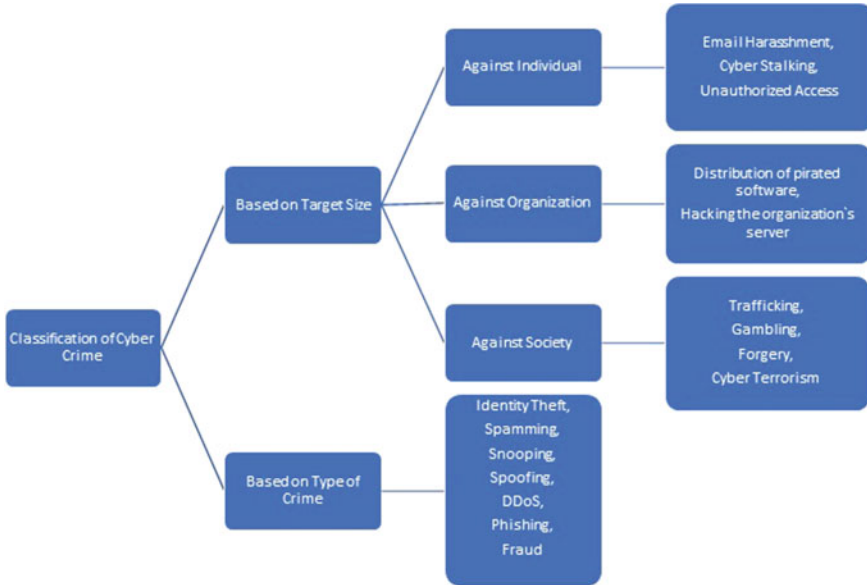 Classification of Cyber
Crime
Based on Target Size
Against Individual
Email Harasshment,
Cyber Stalking,
Unauthorized Access
Against Organization
Distribution of pirated
software,
Hacking the organization`s
server
Against Society
Trafficking,
Gambling,
Forgery,
Cyber Terrorism
Based on Type of
Crime
Identity Theft,
Spamming,
Snooping,
Spoofing,
DDoS,
Phishing,
Fraud